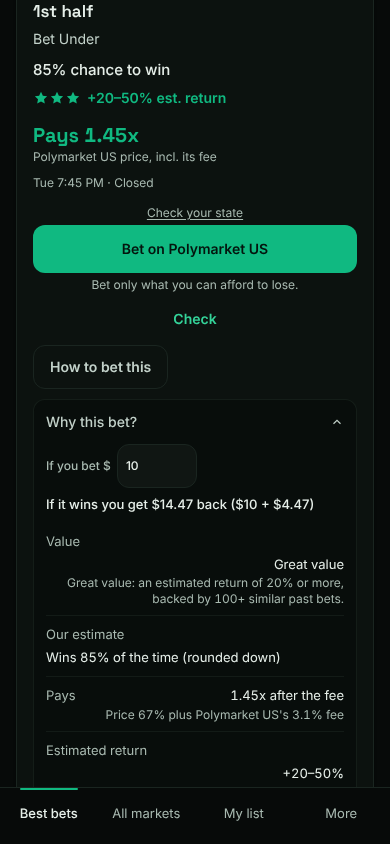 1st half
Bet Under
85% chance to win
★★★ +20–50% est. return
Pays 1.45x
Polymarket US price, incl. its fee
Tue 7:45 PM · Closed
Check your state
Bet on Polymarket US
Bet only what you can afford to lose.
Check
How to bet this
Why this bet?
If you bet $ 10
If it wins you get $14.47 back ($10 + $4.47)
Value
Great value
Great value: an estimated return of 20% or more,
backed by 100+ similar past bets.
Our estimate
Wins 85% of the time (rounded down)
Pays 1.45x after the fee
Price 67% plus Polymarket US's 3.1% fee
Estimated return
+20–50%
Best bets All markets My list More